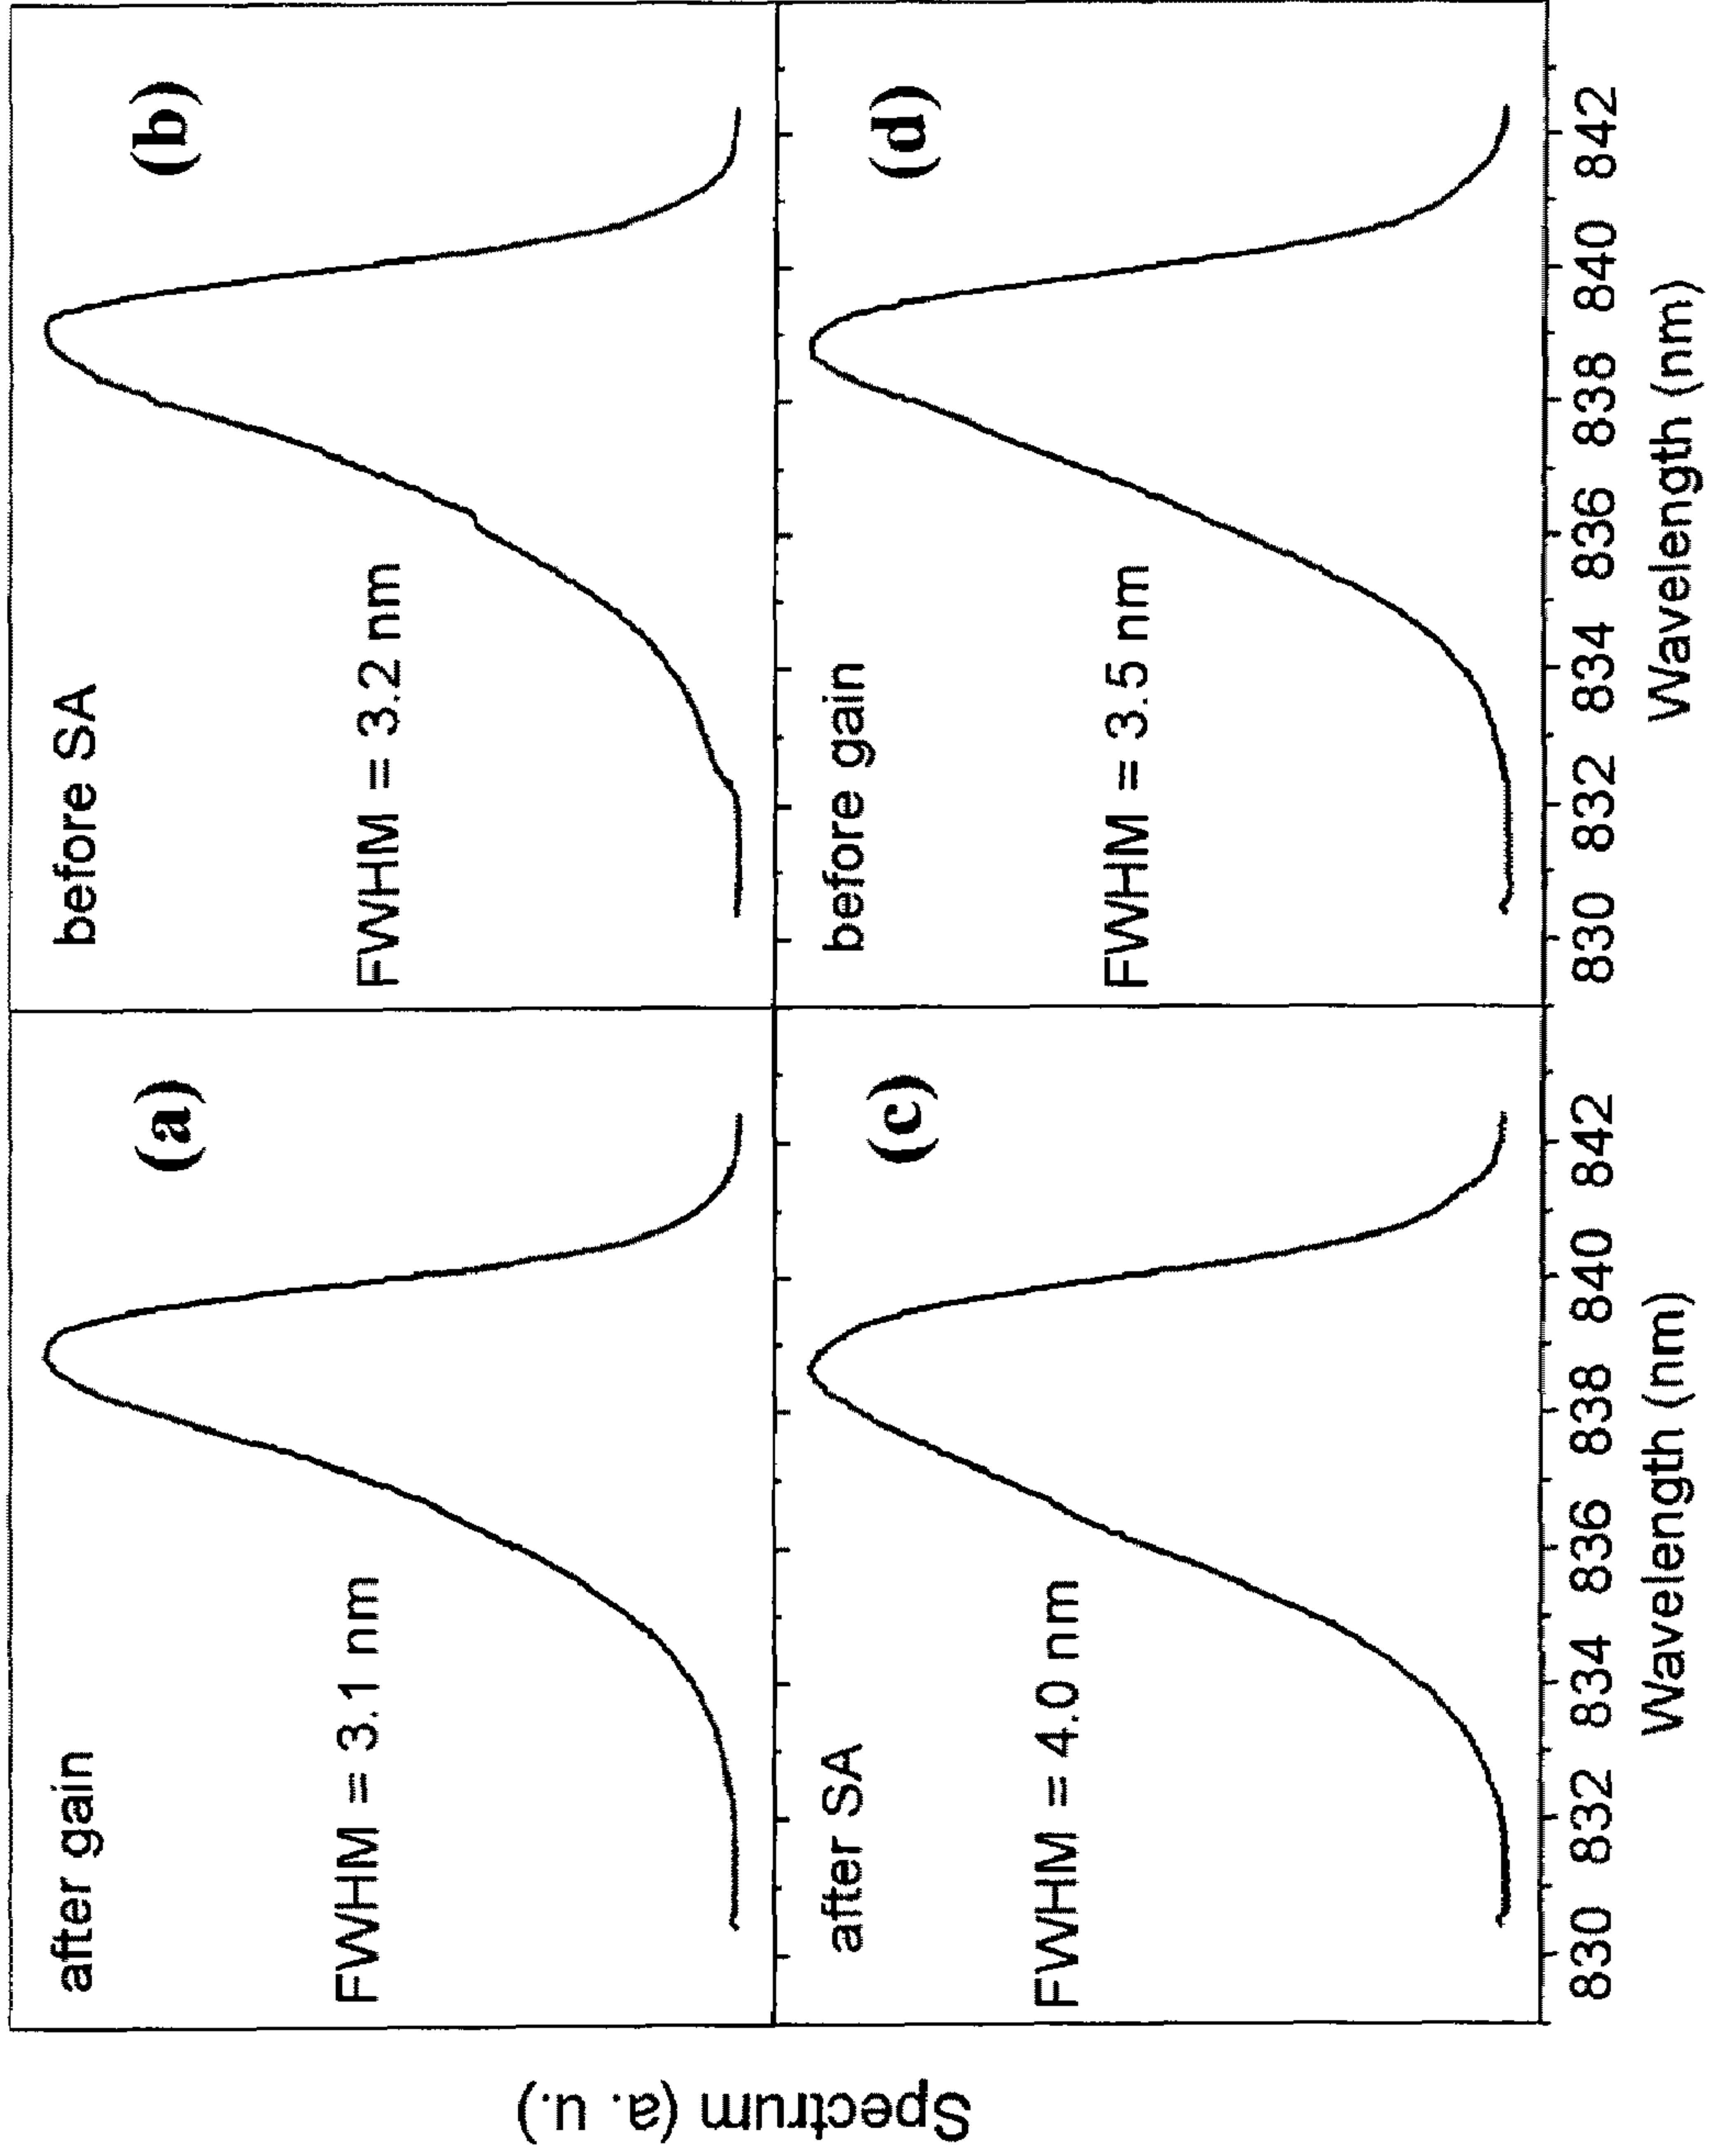 Spectrum (a. u.)
after gain
(a)
FWHM = 3.1 nm
before SA
(b)
FWHM = 3.2 nm
after SA
(c)
FWHM = 4.0 nm
before gain
(d)
FWHM = 3.5 nm
830 832 834 836 838 840 842
830 832 834 836 838 840 842
Wavelength (nm)
Wavelength (nm)